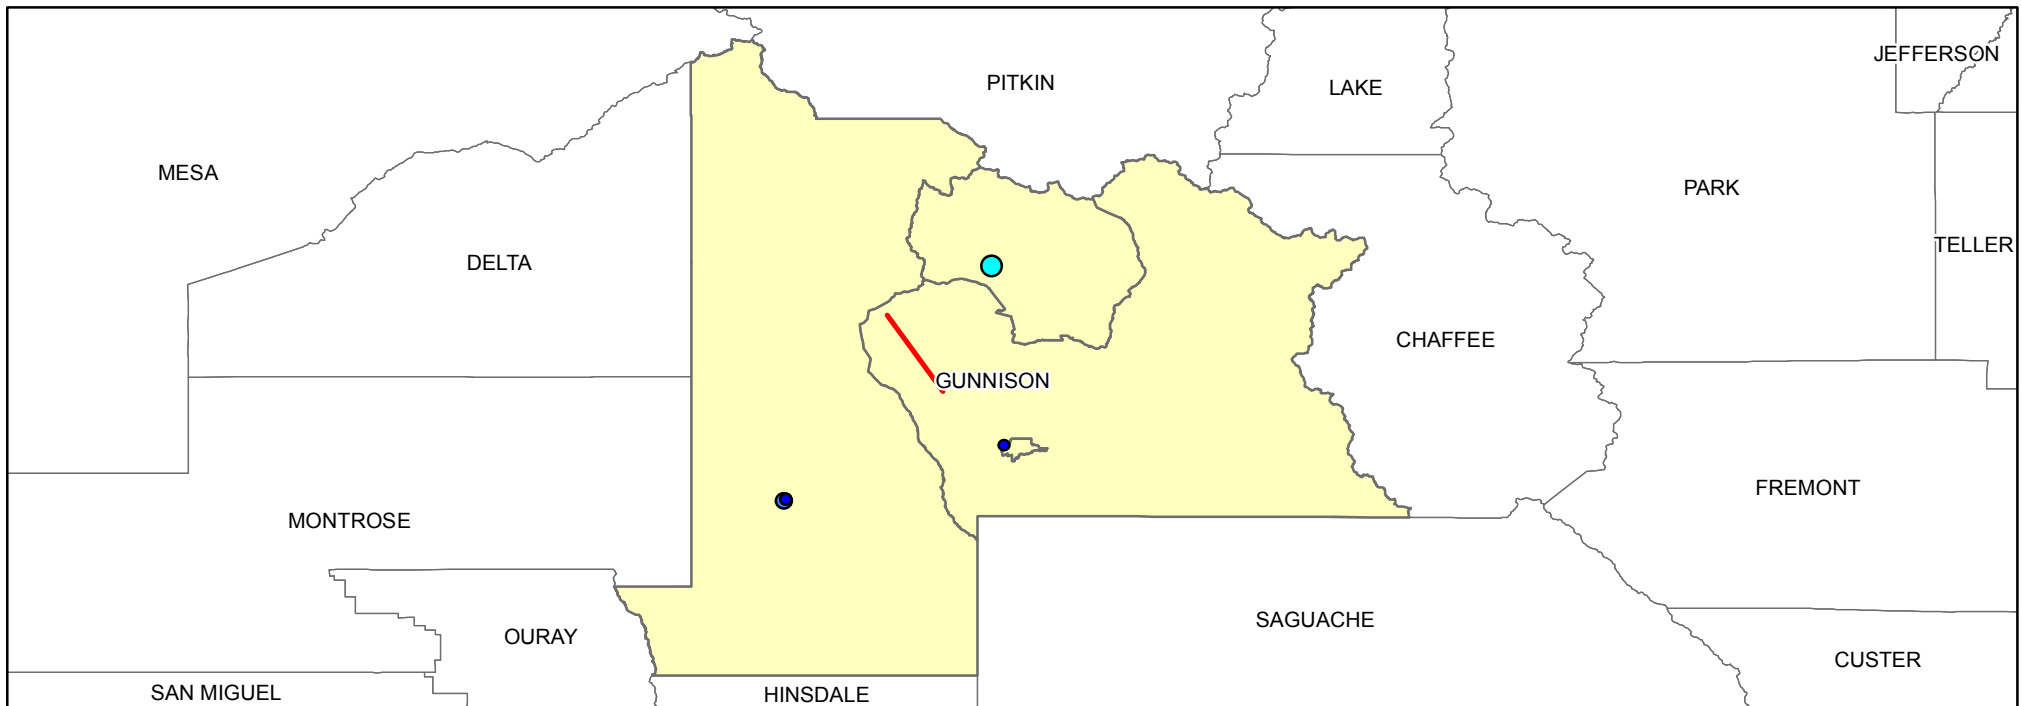 JEFFERSON
PITKIN
LAKE
MESA
PARK
TELLER
DELTA
CHAFFEE
GUNNISON
FREMONT
MONTROSE
SAGUACHE
OURAY
CUSTER
SAN MIGUEL
HINSDALE